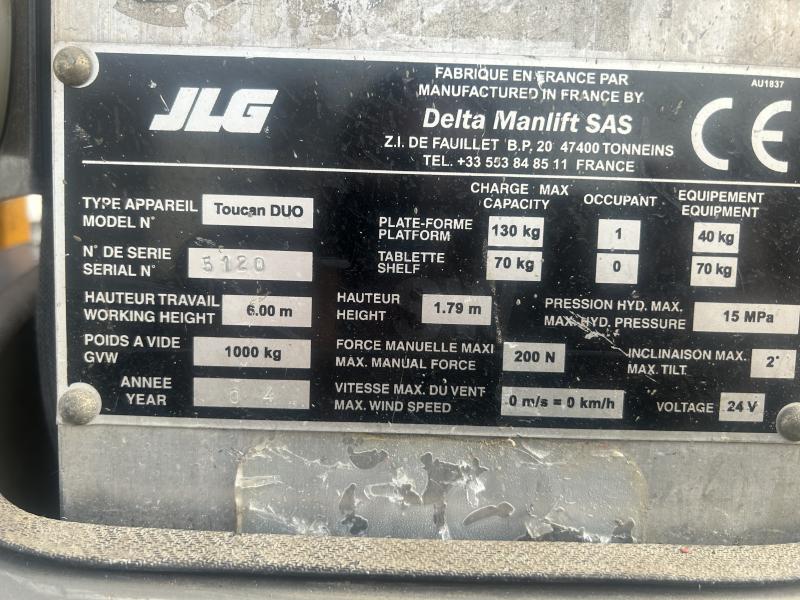 JLG
FABRIQUE EN FRANCE PAR
MANUFACTURED IN FRANCE BY
Delta Manlift SAS
Z.I. DE FAUILLET B.P. 20 47400 TONNEINS
TEL. +33 553 84 85 11 FRANCE
AU1837
CE
TYPE APPAREIL
MODEL N° Toucan DUO
N° DE SERIE
SERIAL N° 5120
HAUTEUR TRAVAIL
WORKING HEIGHT 6.00 m
POIDS A VIDE
GVW 1000 kg
ANNEE
YEAR 04
CHARGE MAX
CAPACITY OCCUPANT EQUIPEMENT
EQUIPMENT
PLATE-FORME
PLATFORM 130 kg 1 40 kg
TABLETTE
SHELF 70 kg 0 70 kg
HAUTEUR
HEIGHT 1.79 m
PRESSION HYD. MAX.
MAX. HYD. PRESSURE 15 MPa
FORCE MANUELLE MAXI
MAX. MANUAL FORCE 200 N
INCLINAISON MAX.
MAX. TILT 2°
VITESSE MAX. DU VENT
MAX. WIND SPEED 0 m/s = 0 km/h
VOLTAGE 24 V